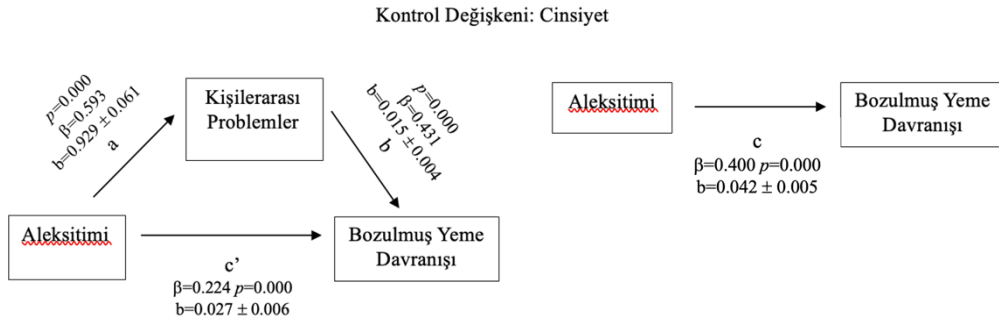 Kontrol Değişkeni: Cinsiyet
p=0.000
β=0.593
b=0.929 ± 0.061
a
Kişilerarası
Problemler
p=0.000
β=0.431
b=0.015 ± 0.004
b
Aleksitimi
c’
β=0.224 p=0.000
b=0.027 ± 0.006
Bozulmuş Yeme
Davranışı
Aleksitimi
c
β=0.400 p=0.000
b=0.042 ± 0.005
Bozulmuş Yeme
Davranışı